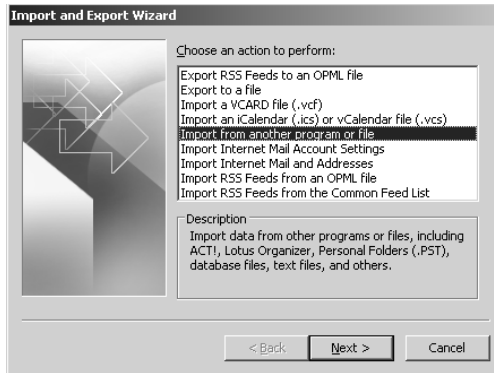 Import and Export Wizard
Choose an action to perform:
Export RSS Feeds to an OPML file
Export to a file
Import a VCARD file (.vcf)
Import an iCalendar (.ics) or vCalendar file (.vcs)
Import from another program or file
Import Internet Mail Account Settings
Import Internet Mail and Addresses
Import RSS Feeds from an OPML file
Import RSS Feeds from the Common Feed List
Description
Import data from other programs or files, including
ACT!, Lotus Organizer, Personal Folders (.PST),
database files, text files, and others.
< Back Next > Cancel